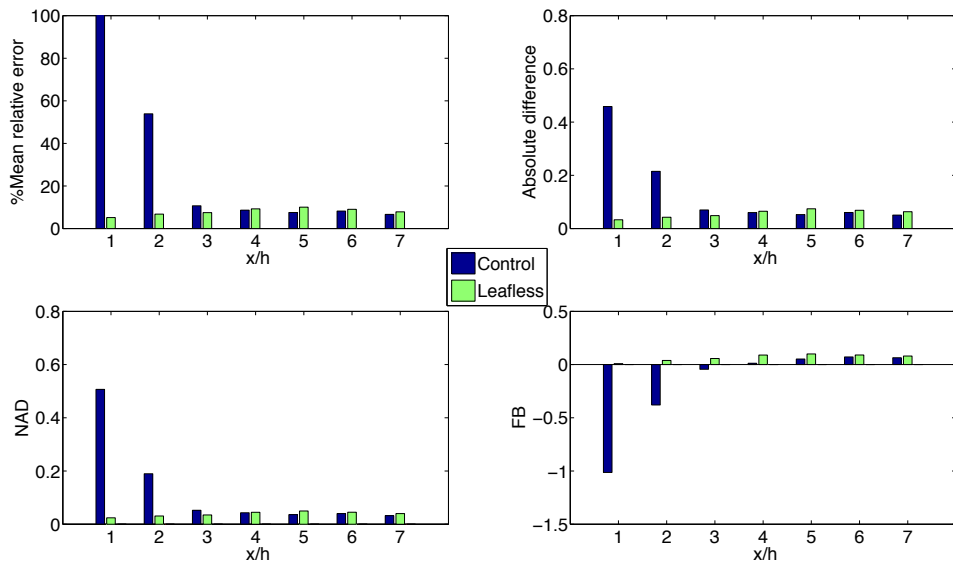 %Mean relative error
100
80
60
40
20
0
1 2 3 4 5 6 7
x/h
Absolute difference
0.8
0.6
0.4
0.2
0
1 2 3 4 5 6 7
x/h
Control
Leafless
NAD
0.8
0.6
0.4
0.2
0
1 2 3 4 5 6 7
x/h
FB
0.5
0
−0.5
−1
−1.5
1 2 3 4 5 6 7
x/h